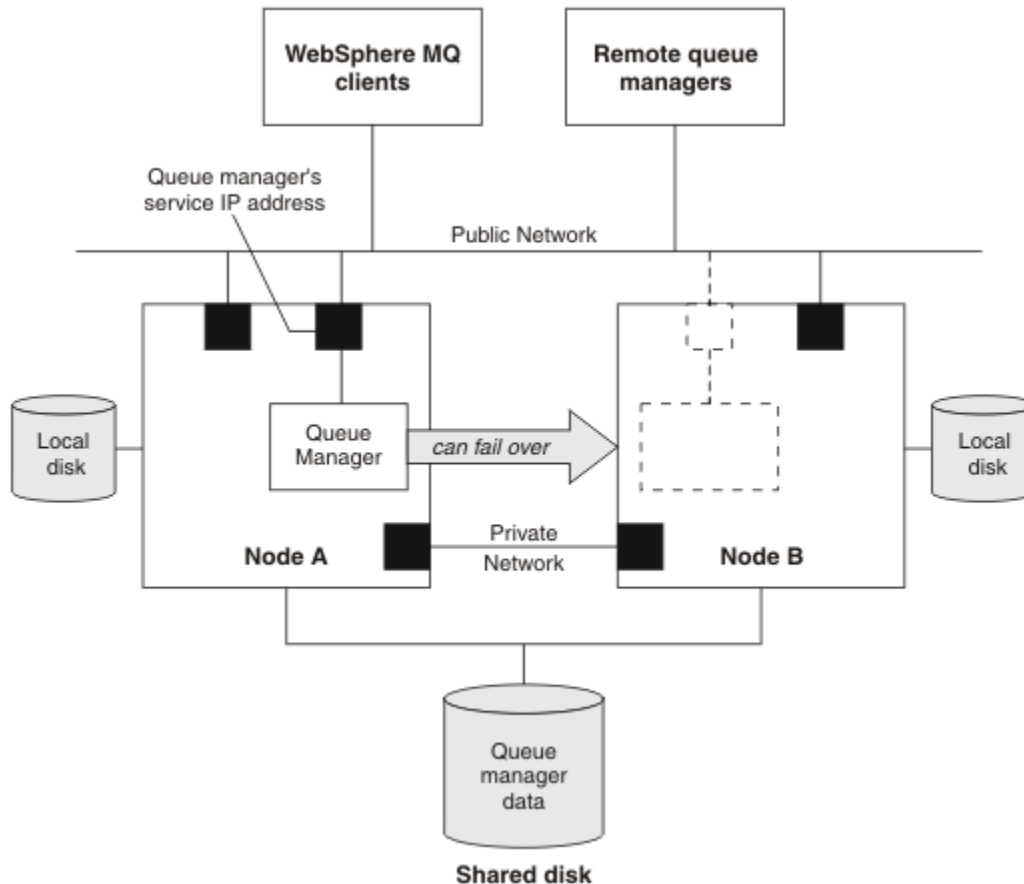 WebSphere MQ
clients
Remote queue
managers
Queue manager's
service IP address
Public Network
Local
disk
Queue
Manager
can fail over
Local
disk
Node A
Private
Network
Node B
Queue
manager
data
Shared disk